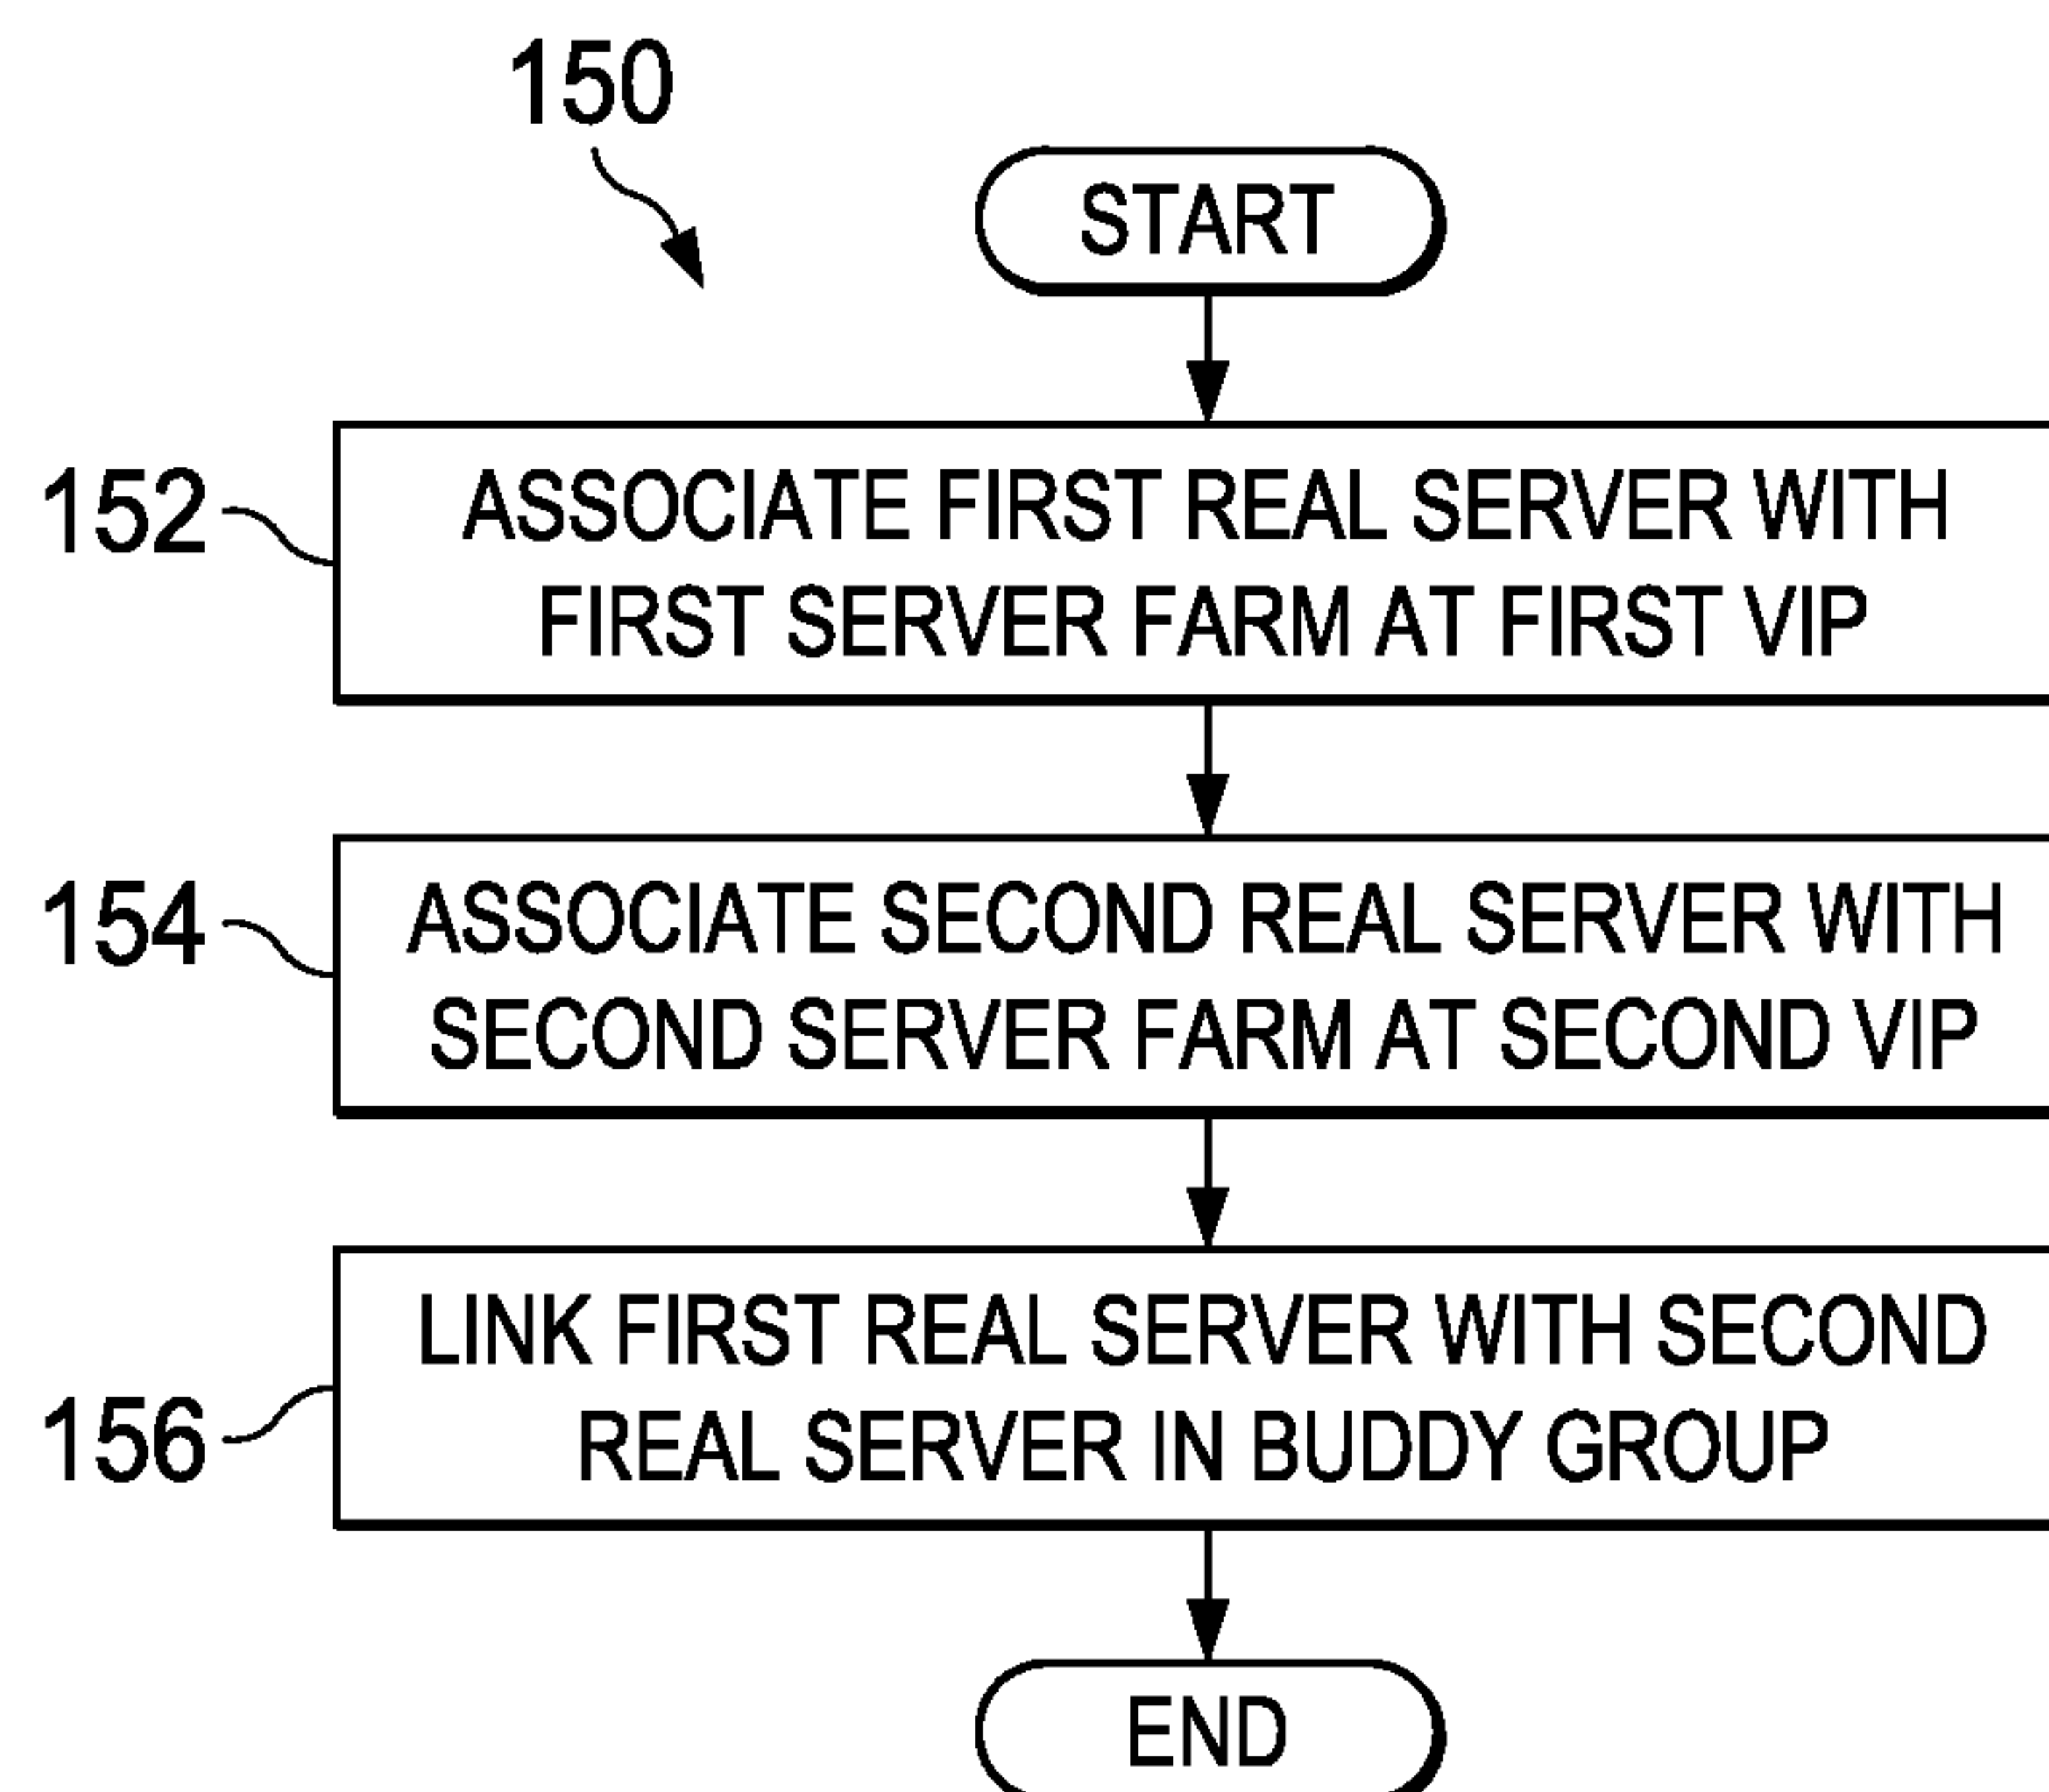 150
START
152
ASSOCIATE FIRST REAL SERVER WITH
FIRST SERVER FARM AT FIRST VIP
154
ASSOCIATE SECOND REAL SERVER WITH
SECOND SERVER FARM AT SECOND VIP
156
LINK FIRST REAL SERVER WITH SECOND
REAL SERVER IN BUDDY GROUP
END